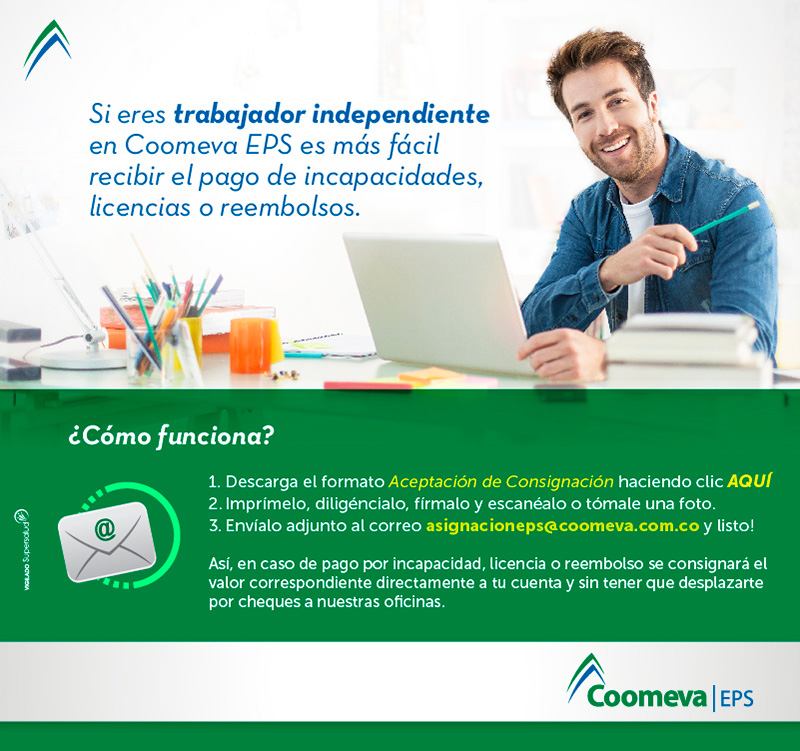 Si eres trabajador independiente
en Coomeva EPS es más fácil
recibir el pago de incapacidades,
licencias o reembolsos.
¿Cómo funciona?
1. Descarga el formato Aceptación de Consignación haciendo clic AQUÍ
2. Imprímelo, diligéncialo, fírmalo y escanéalo o tómale una foto.
3. Envíalo adjunto al correo asignacioneps@coomeva.com.co y listo!
@
Así, en caso de pago por incapacidad, licencia o reembolso se consignará el
valor correspondiente directamente a tu cuenta y sin tener que desplazarte
por cheques a nuestras oficinas.
VIGILADO Supersalud
Coomeva | EPS